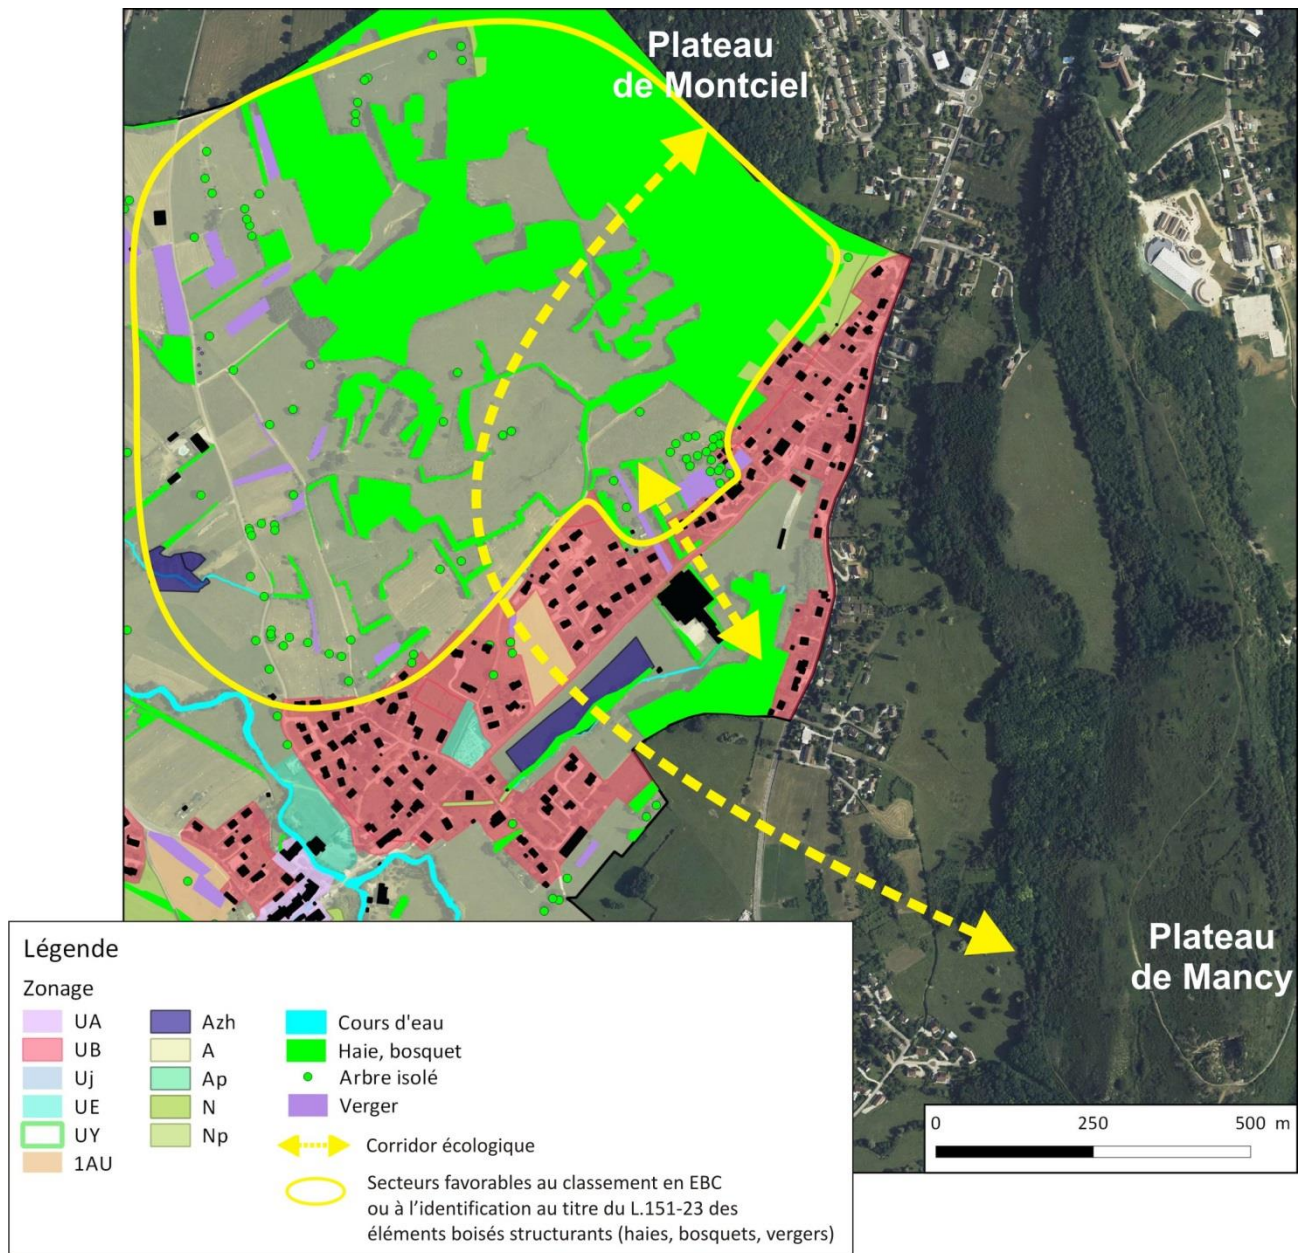 Plateau
de Montciel
Plateau
de Mancy
Légende
Zonage
UA
UB
Uj
UE
UY
1AU
Azh
A
Ap
N
Np
Cours d'eau
Haie, bosquet
Arbre isolé
Verger
Corridor écologique
Secteurs favorables au classement en EBC
ou à l'identification au titre du L.151-23 des
éléments boisés structurants (haies, bosquets, vergers)
0 250 500 m